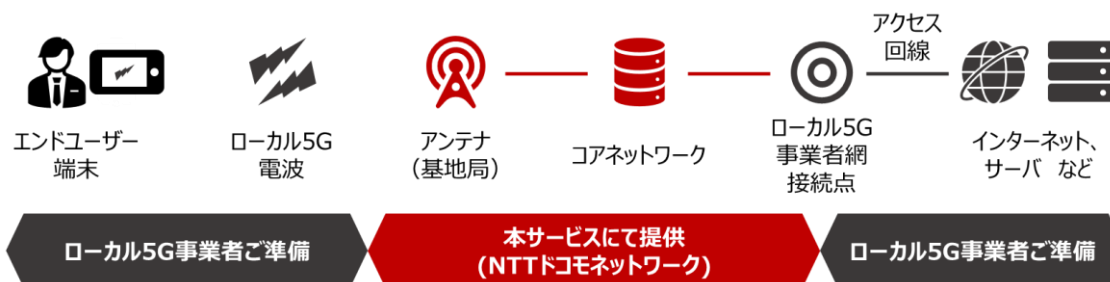 アクセス
回線
エンドユーザー
端末
ローカル5G
電波
アンテナ
(基地局)
コアネットワーク
ローカル5G
事業者網
接続点
インターネット、
サーバ など
ローカル5G事業者ご準備
本サービスにて提供
(NTTドコモネットワーク)
ローカル5G事業者ご準備